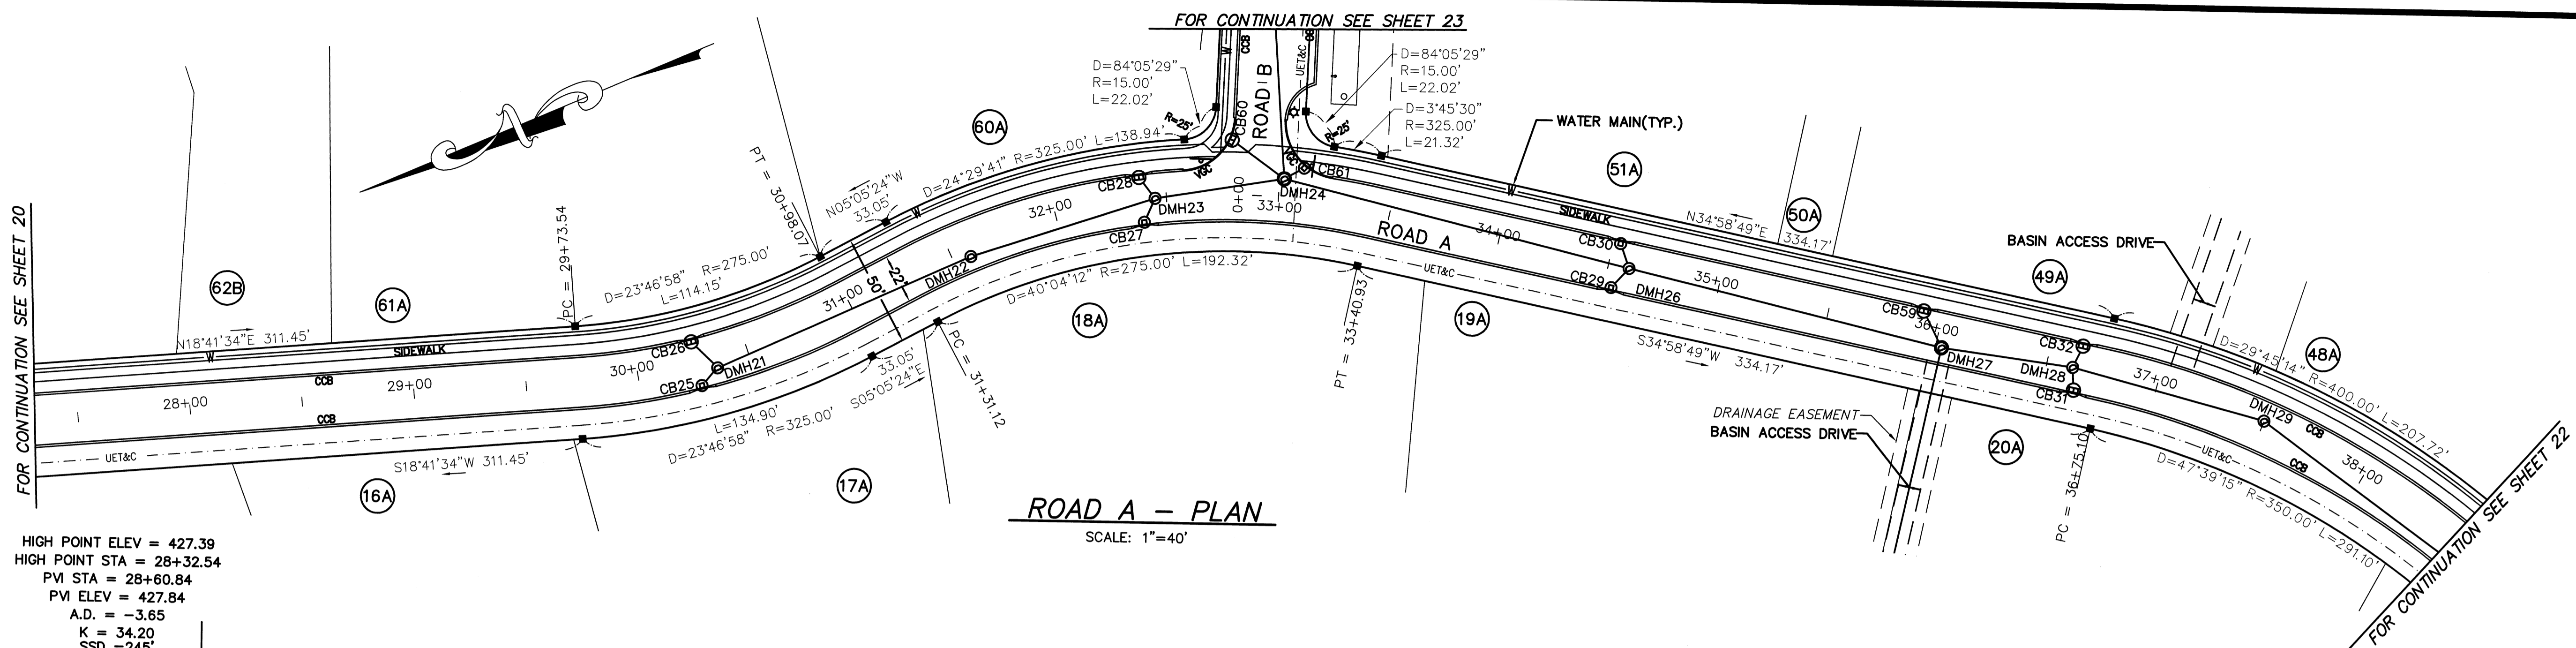 FOR CONTINUATION SEE SHEET 23
FOR CONTINUATION SEE SHEET 20
FOR CONTINUATION SEE SHEET 22
D=84°05'29"
R=15.00'
L=22.02'
D=84°05'29"
R=15.00'
L=22.02'
D=3°45'30"
R=325.00'
L=21.32'
CCB
W
UET&C
ROAD B
CB60
R=25'
R=25'
VGC
VGC
CB61
DMH24
60A
D=24°29'41" R=325.00' L=138.94'
N05°05'24"W
33.05'
W
PT = 30+98.07
WATER MAIN(TYP.)
W
51A
50A
N34°58'49"E 334.17'
SIDEWALK
BASIN ACCESS DRIVE
49A
48A
D=29°45'14" R=400.00' L=207.72'
W
62B
61A
N18°41'34"E 311.45'
W
SIDEWALK
PC = 29+73.54
D=23°46'58" R=275.00'
L=114.15'
CCB
CCB
28+00
29+00
30+00
31+00
32+00
0+00
33+00
34+00
35+00
36+00
37+00
38+00
CB28
DMH23
CB27
DMH22
22'
50'
CB26
DMH21
CB25
ROAD A
CB30
CB29
DMH26
CB59
DMH27
CB32
DMH28
CB31
DMH29
CCB
CCB
UET&C
UET&C
UET&C
S18°41'34"W 311.45'
L=134.90'
D=23°46'58" R=325.00'
S05°05'24"E
33.05'
PC = 31+31.12
D=40°04'12" R=275.00' L=192.32'
PT = 33+40.93
S34°58'49"W 334.17'
16A
17A
18A
19A
20A
DRAINAGE EASEMENT
BASIN ACCESS DRIVE
PC = 36+75.10
D=47°39'15" R=350.00' L=291.10'
ROAD A - PLAN
SCALE: 1"=40'
HIGH POINT ELEV = 427.39
HIGH POINT STA = 28+32.54
PVI STA = 28+60.84
PVI ELEV = 427.84
A.D. = -3.65
K = 34.20
SSD =245'